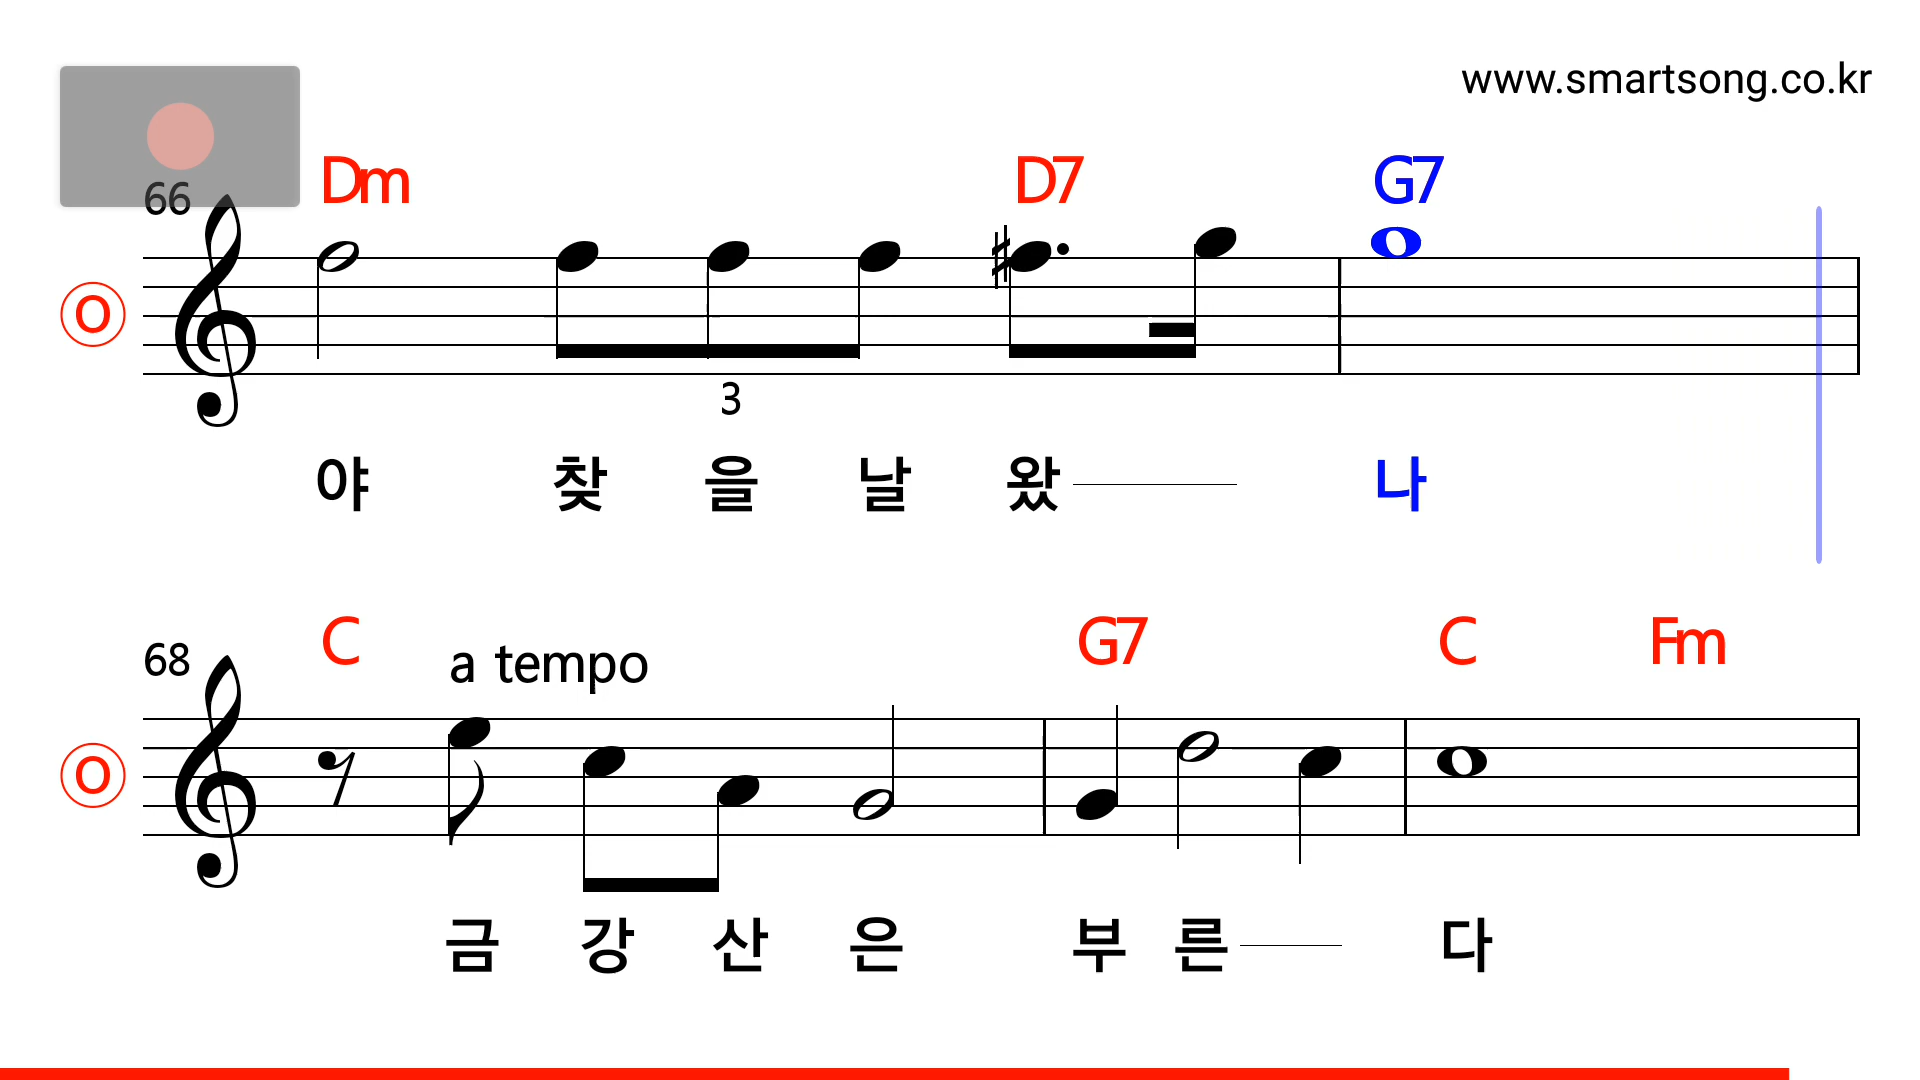 www.smartsong.co.kr
66 Dm D7 G7
O
3
야 찾 을 날 왔 나
68 C a tempo G7 C Fm
O
금 강 산 은 부 른 다